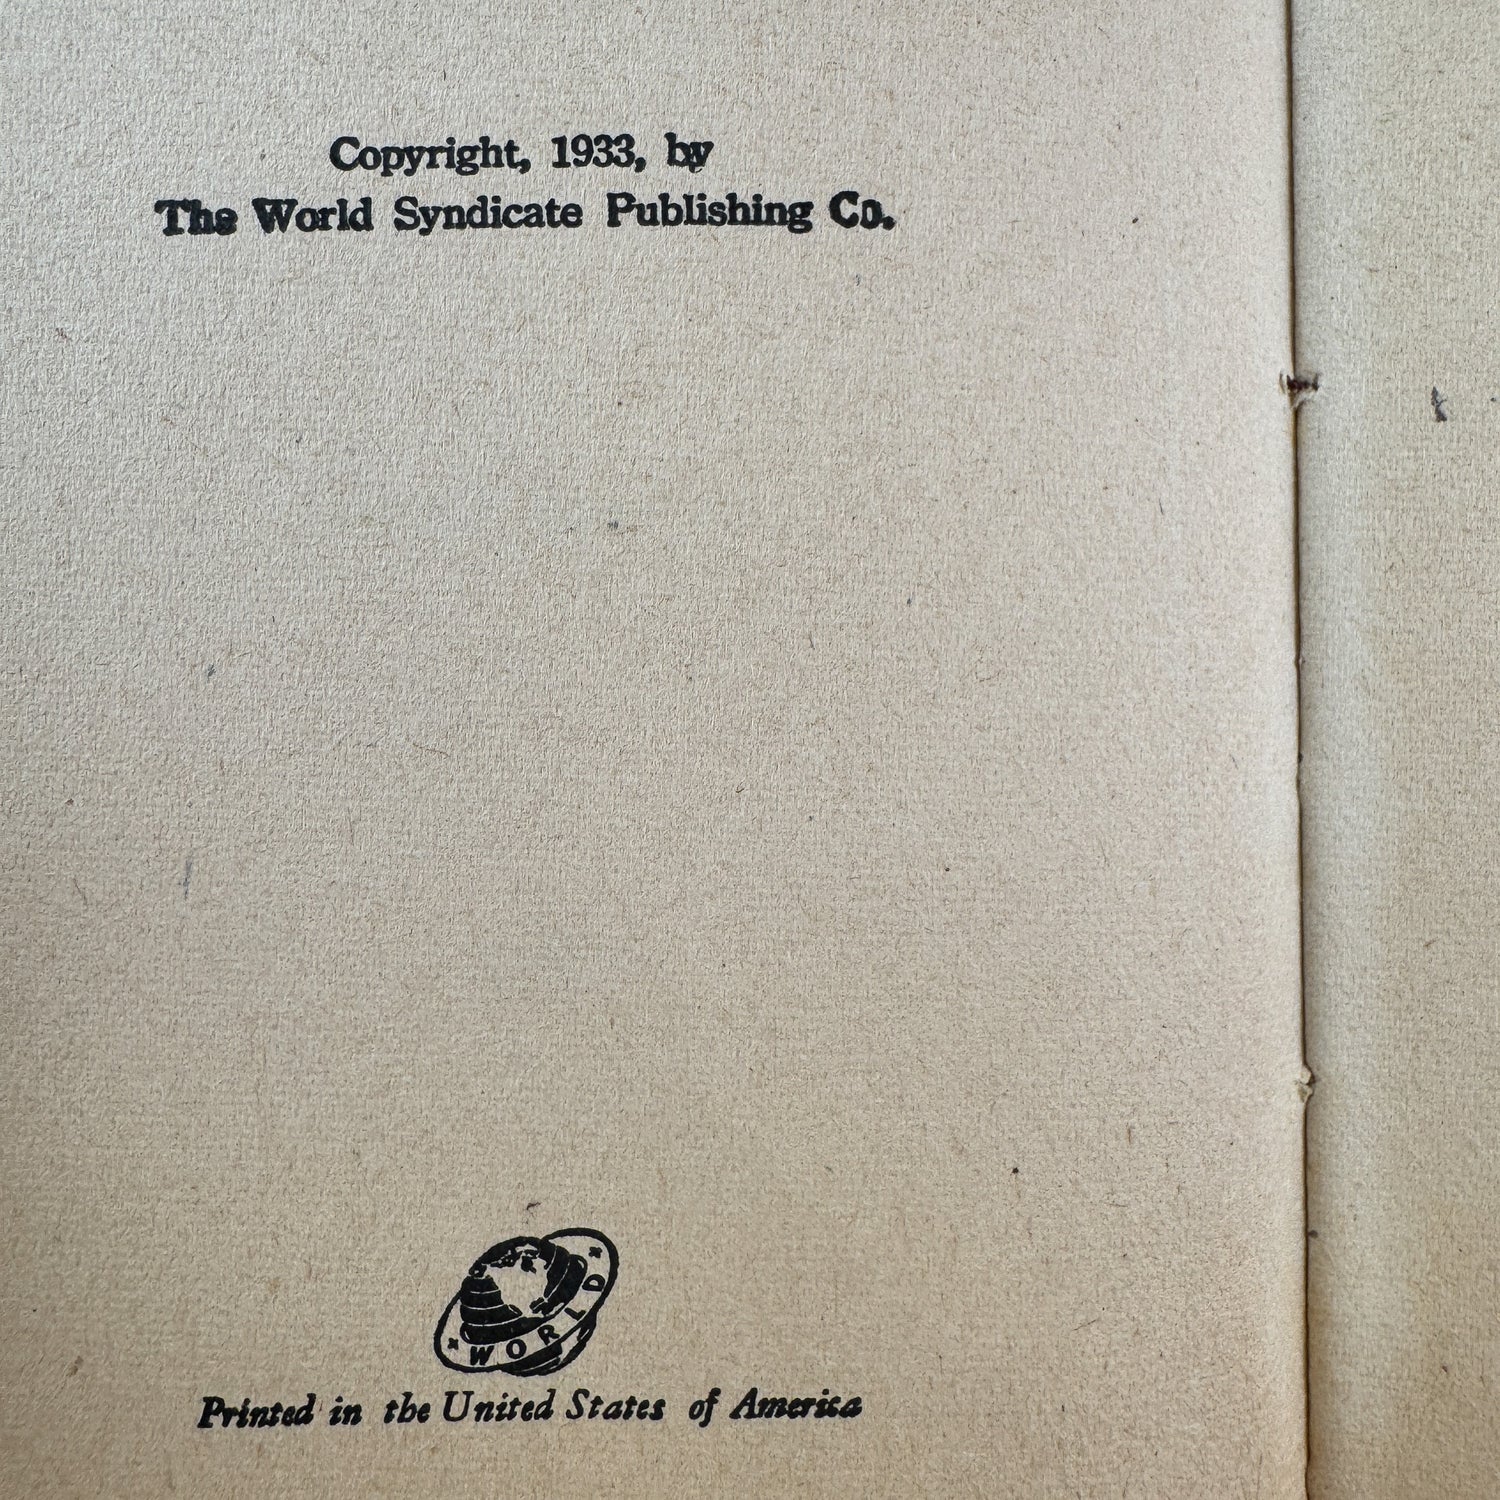 Copyright, 1933, by
The World Syndicate Publishing Co.
WORLD
Printed in the United States of America